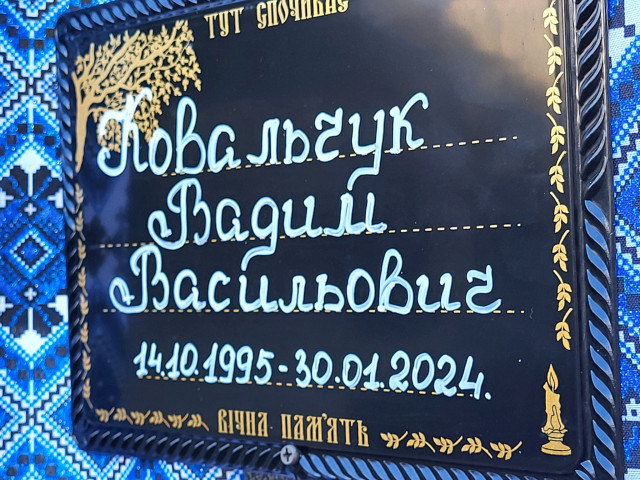 ТУТ СПОЧИВАЄ
Ковальчук
Вадим
Васильович
14.10.1995-30.01.2024.
ВІЧНА ПАМ'ЯТЬ